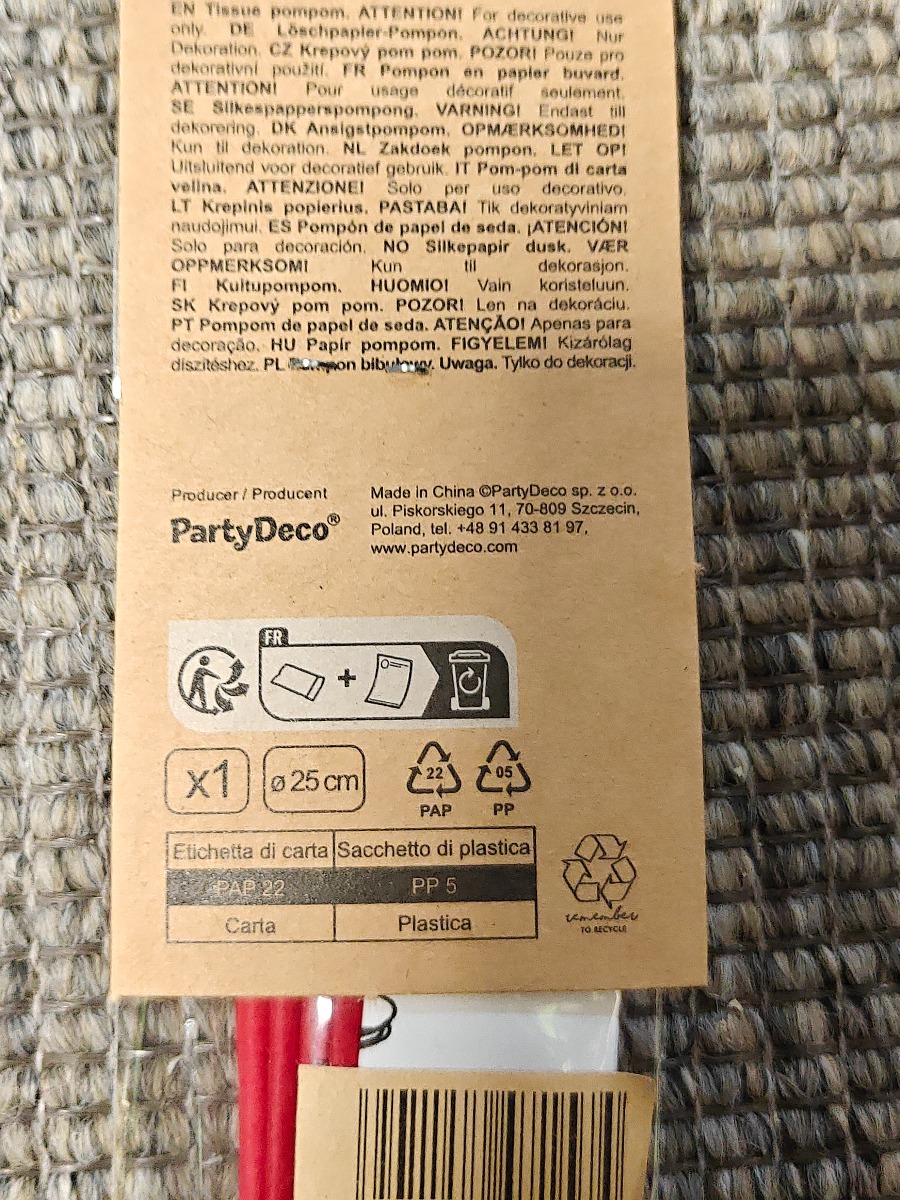 EN Tissue pompom. ATTENTION! For decorative use
only. DE Löschpapier-Pompon. ACHTUNG! Nur
Dekoration. CZ Krepový pom pom. POZOR! Pouze pro
dekorativní použití. FR Pompon en papier buvard.
ATTENTION! Pour usage décoratif seulement.
SE Silkespapperspompong. VARNING! Endast till
dekorering. DK Ansigstpompom. OPMÆRKSOMHED!
Kun til dekoration. NL Zakdoek pompon. LET OP!
Uitsluitend voor decoratief gebruik. IT Pom-pom di carta
velina. ATTENZIONE! Solo per uso decorativo.
LT Krepinis popierius. PASTABA! Tik dekoratyviniam
naudojimui. ES Pompón de papel de seda. ¡ATENCIÓN!
Solo para decoración. NO Silkepapir dusk. VÆR
OPPMERKSOM! Kun til dekorasjon.
FI Kultupompom. HUOMIO! Vain koristeluun.
SK Krepový pom pom. POZOR! Len na dekoráciu.
PT Pompom de papel de seda. ATENÇÃO! Apenas para
decoração. HU Papír pompom. FIGYELEM! Kizárólag
díszítéshez. PL Pompon bibułowy. Uwaga. Tylko do dekoracji.
Producer / Producent
PartyDeco®
Made in China ©PartyDeco sp. z o.o.
ul. Piskorskiego 11, 70-809 Szczecin,
Poland, tel. +48 91 433 81 97,
www.partydeco.com
FR
x1 ø 25 cm 22 05
PAP PP
Etichetta di carta Sacchetto di plastica
PAP 22 PP 5
Carta Plastica
remember
TO RECYCLE